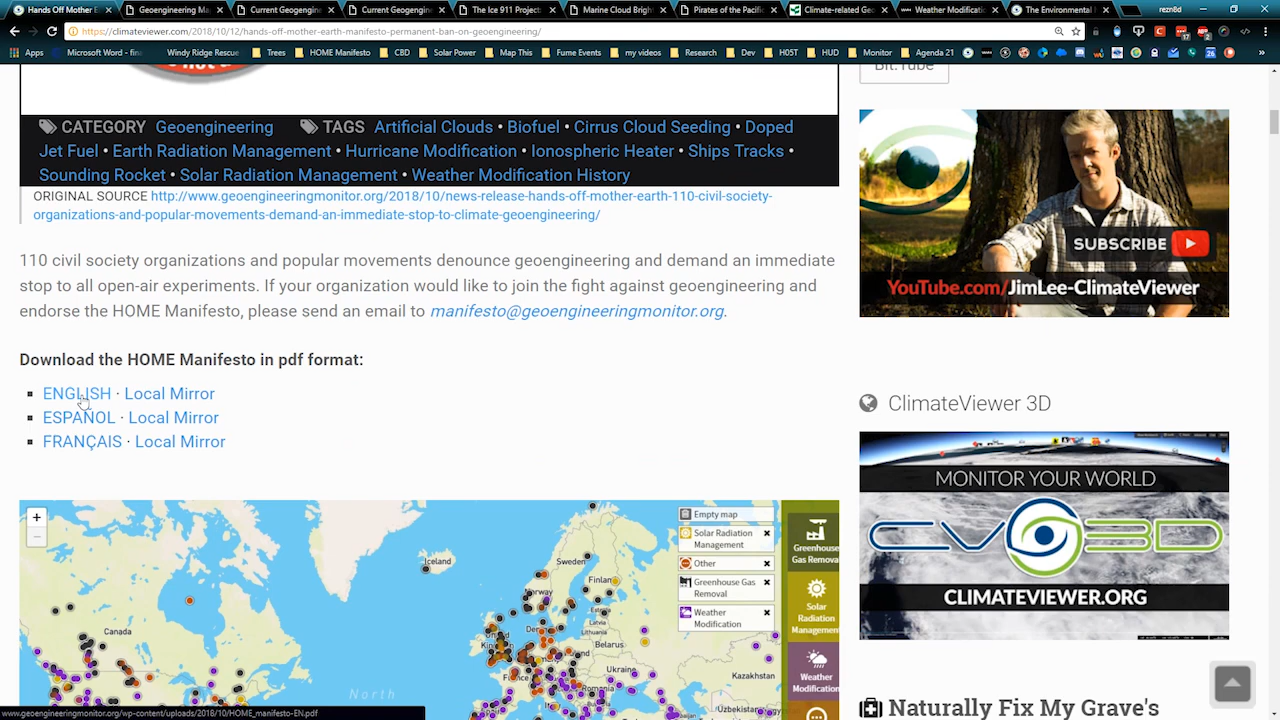 Hands Off Mother Earth
Geoengineering Ma
Current Geoengine
Current Geoengine
The Ice 911 Project
Marine Cloud Bright
Pirates of the Pacific
Climate-related Geo
Weather Modificati
The Environmental
rezn8d
https://climateviewer.com/2018/10/12/hands-off-mother-earth-manifesto-permanent-ban-on-geoengineering/
Apps
Microsoft Word - fine
Windy Ridge Rescue
Trees
HOME Manifesto
CBD
Solar Power
Map This
Fume Events
my videos
Research
Dev
H05T
HUD
Monitor
Agenda 21
Bit.Tube
CATEGORY Geoengineering TAGS Artificial Clouds • Biofuel • Cirrus Cloud Seeding • Doped
Jet Fuel • Earth Radiation Management • Hurricane Modification • Ionospheric Heater • Ships Tracks •
Sounding Rocket • Solar Radiation Management • Weather Modification History
ORIGINAL SOURCE http://www.geoengineeringmonitor.org/2018/10/news-release-hands-off-mother-earth-110-civil-society-
organizations-and-popular-movements-demand-an-immediate-stop-to-climate-geoengineering/
110 civil society organizations and popular movements denounce geoengineering and demand an immediate
stop to all open-air experiments. If your organization would like to join the fight against geoengineering and
endorse the HOME Manifesto, please send an email to manifesto@geoengineeringmonitor.org.
Download the HOME Manifesto in pdf format:
ENGLISH · Local Mirror
ESPAÑOL · Local Mirror
FRANÇAIS · Local Mirror
SUBSCRIBE
YouTube.com/JimLee-ClimateViewer
ClimateViewer 3D
MONITOR YOUR WORLD
CV3D
CLIMATEVIEWER.ORG
Naturally Fix My Grave's
+
−
Empty map
Solar Radiation
Management
Other
Greenhouse Gas
Removal
Weather
Modification
Greenhouse
Gas Removal
Solar
Radiation
Management
Weather
Modification
Iceland
Sweden
Finland
Norway
Belarus
Ukraine
Romania
Kazakhstan
Canada
North
www.geoengineeringmonitor.org/wp-content/uploads/2018/10/HOME_manifesto-EN.pdf